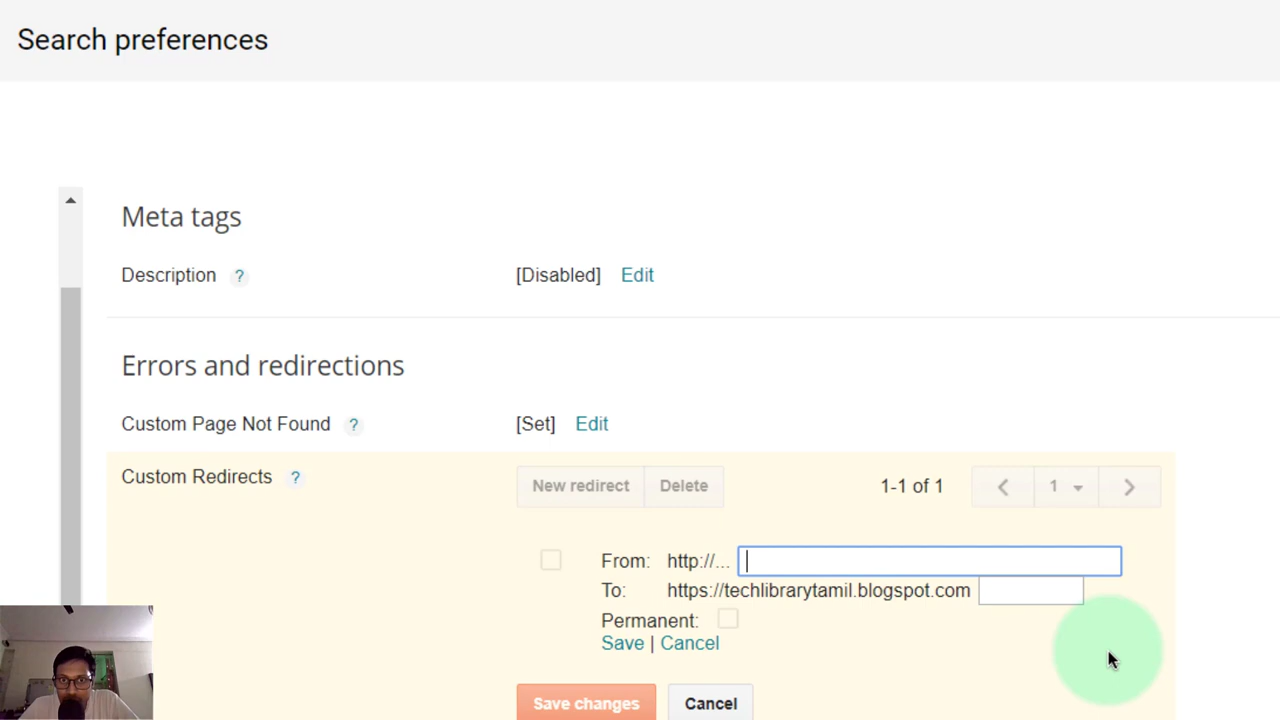 Search preferences
Meta tags
Description ? [Disabled] Edit
Errors and redirections
Custom Page Not Found ? [Set] Edit
Custom Redirects ? New redirect Delete 1-1 of 1 1
From: http://...
To: https://techlibrarytamil.blogspot.com
Permanent:
Save | Cancel
Save changes Cancel